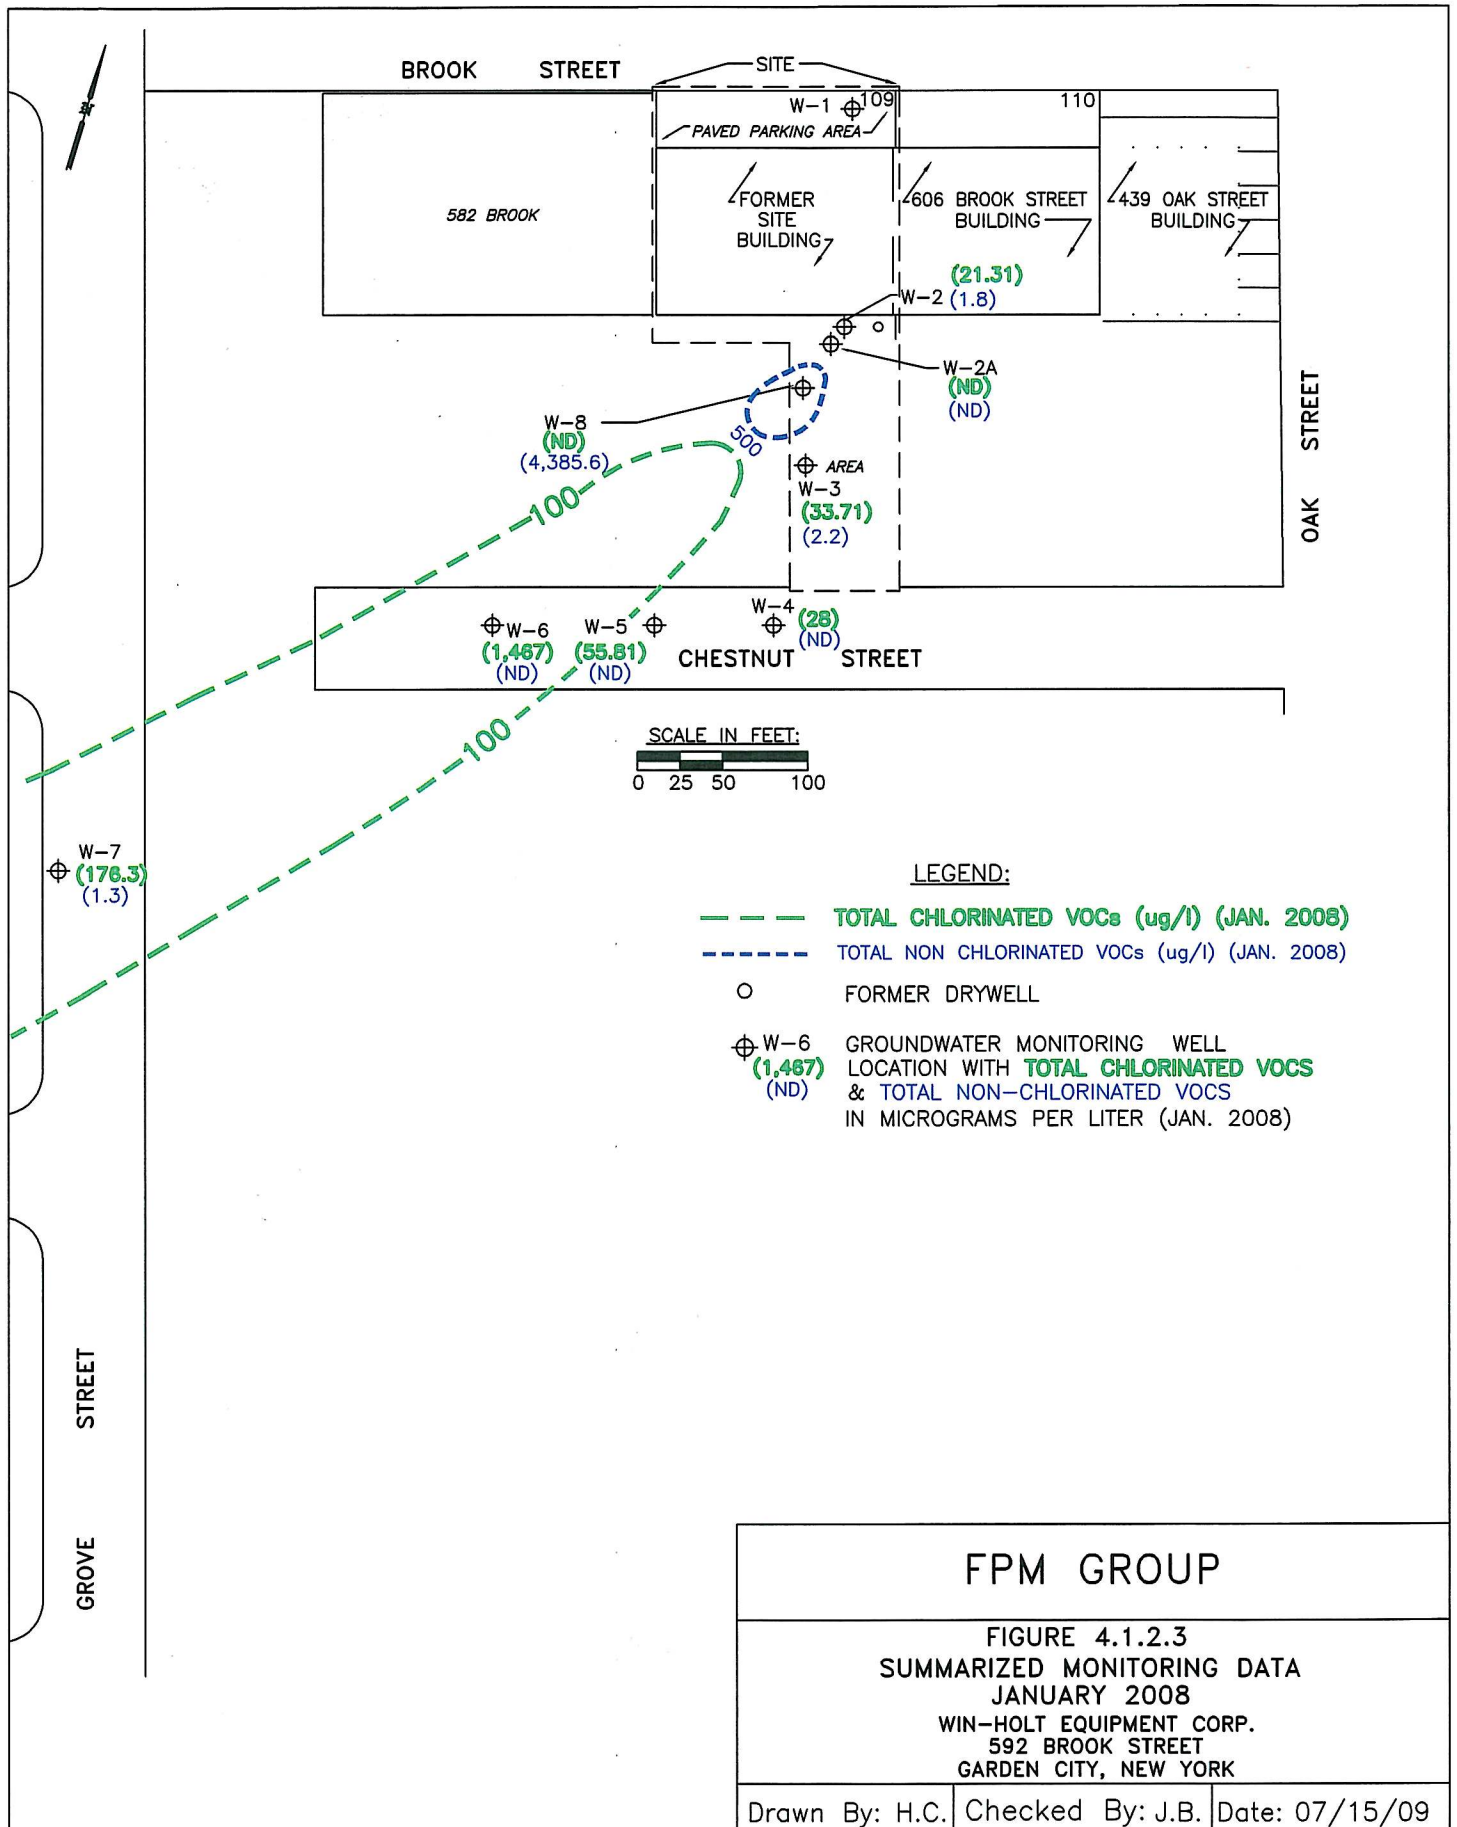 BROOK STREET
SITE
W-1
109
110
PAVED PARKING AREA
582 BROOK
FORMER
SITE
BUILDING
606 BROOK STREET
BUILDING
439 OAK STREET
BUILDING
(21.31)
W-2 (1.8)
W-2A
(ND)
(ND)
W-8
(ND)
(4,385.6)
500
100
AREA
W-3
(33.71)
(2.2)
OAK STREET
W-4 (28)
(ND)
W-5
(55.81)
(ND)
W-6
(1,467)
(ND)
CHESTNUT STREET
100
SCALE IN FEET:
0 25 50 100
W-7
(176.3)
(1.3)
LEGEND:
TOTAL CHLORINATED VOCs (ug/l) (JAN. 2008)
TOTAL NON CHLORINATED VOCs (ug/l) (JAN. 2008)
FORMER DRYWELL
W-6
(1,467)
(ND)
GROUNDWATER MONITORING WELL
LOCATION WITH TOTAL CHLORINATED VOCS
& TOTAL NON-CHLORINATED VOCS
IN MICROGRAMS PER LITER (JAN. 2008)
GROVE STREET
FPM GROUP
FIGURE 4.1.2.3
SUMMARIZED MONITORING DATA
JANUARY 2008
WIN-HOLT EQUIPMENT CORP.
592 BROOK STREET
GARDEN CITY, NEW YORK
Drawn By: H.C. Checked By: J.B. Date: 07/15/09